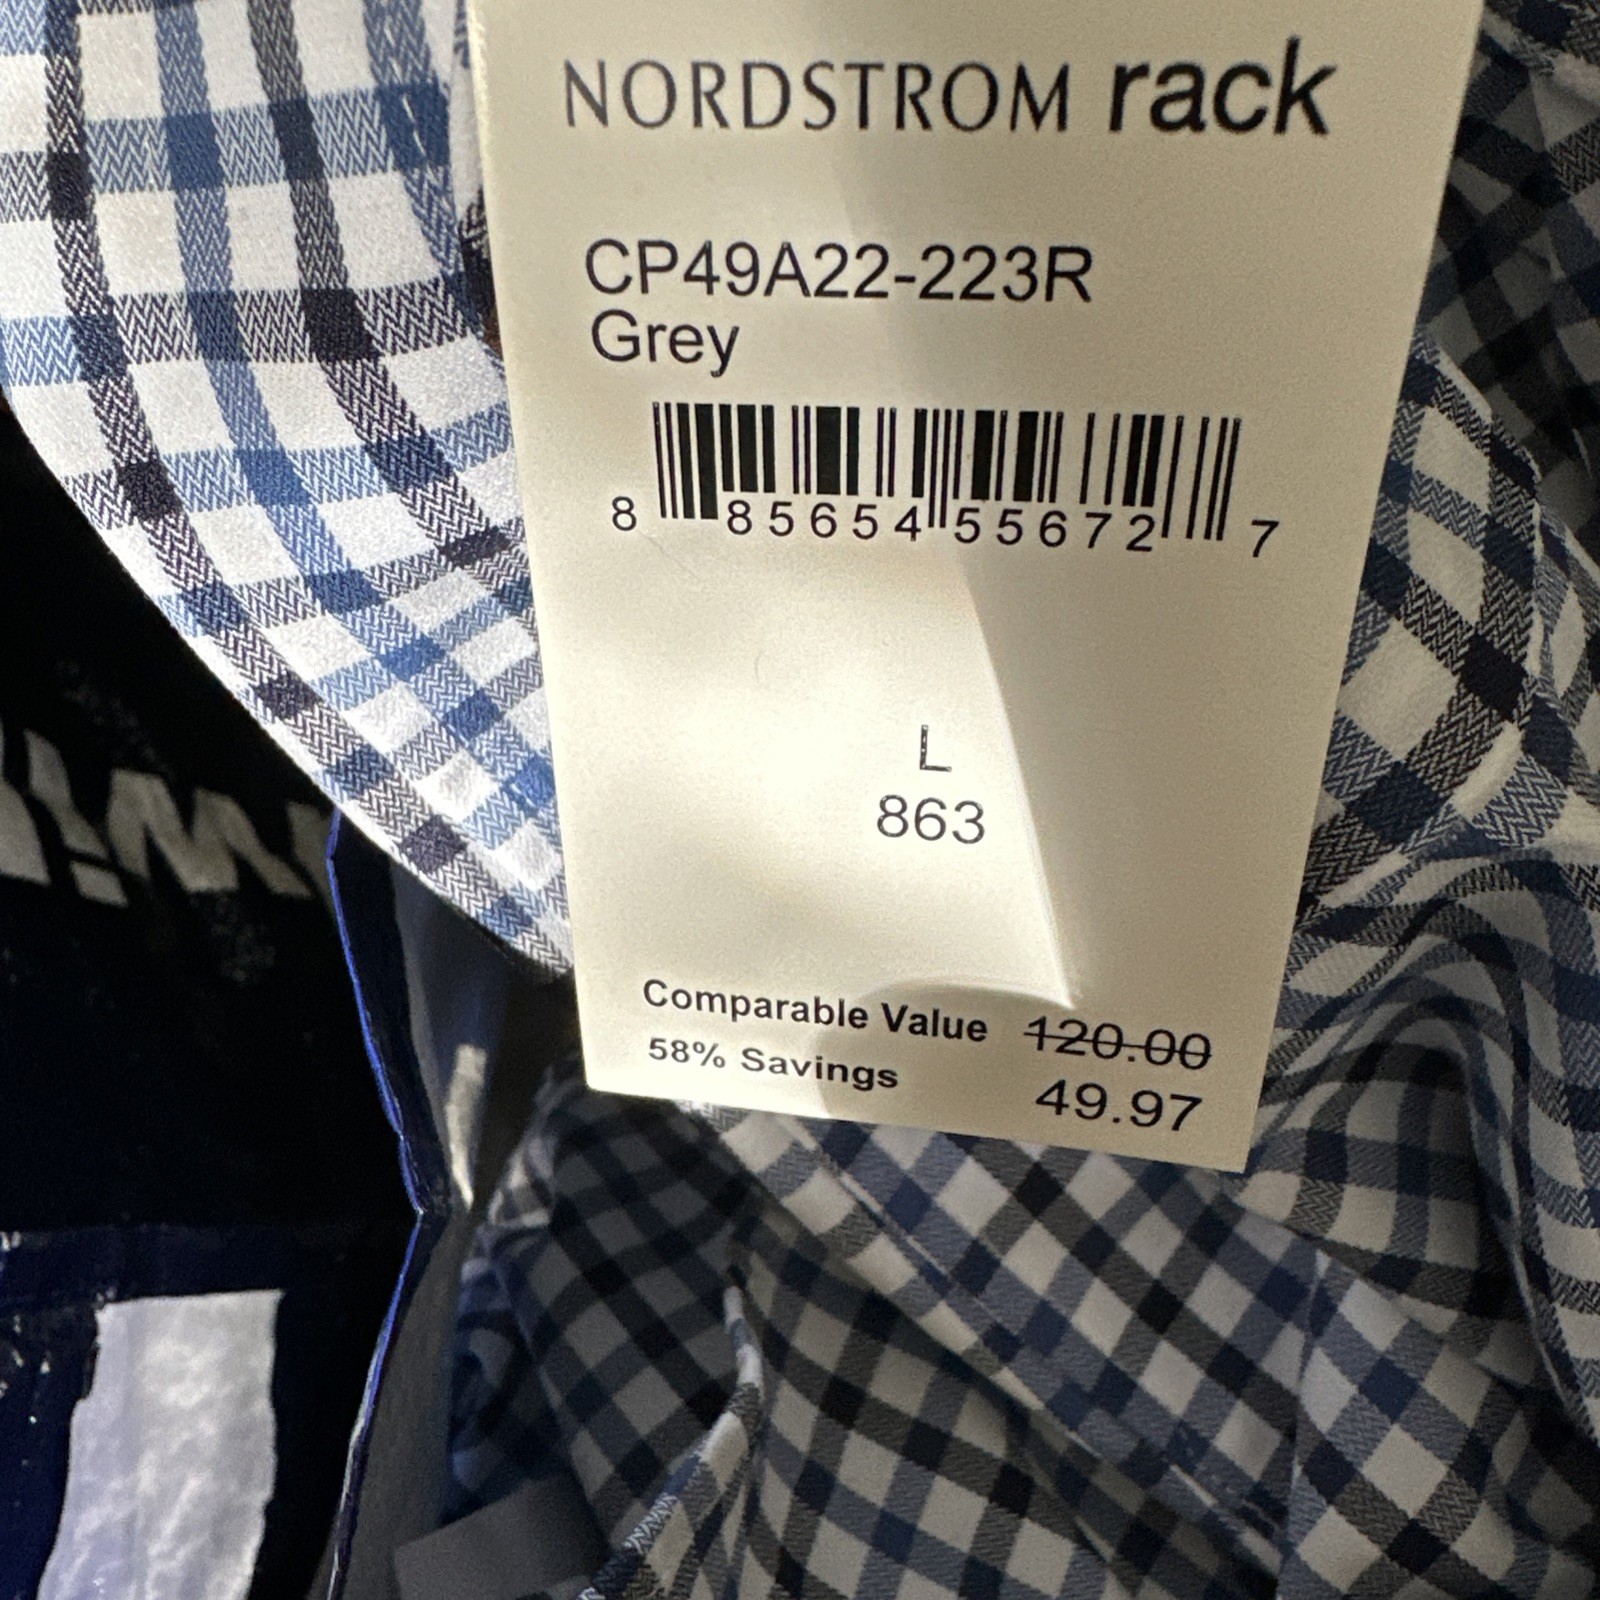 NORDSTROM rack
CP49A22-223R
Grey
8 85654 55672 7
L
863
Comparable Value 120.00
58% Savings 49.97